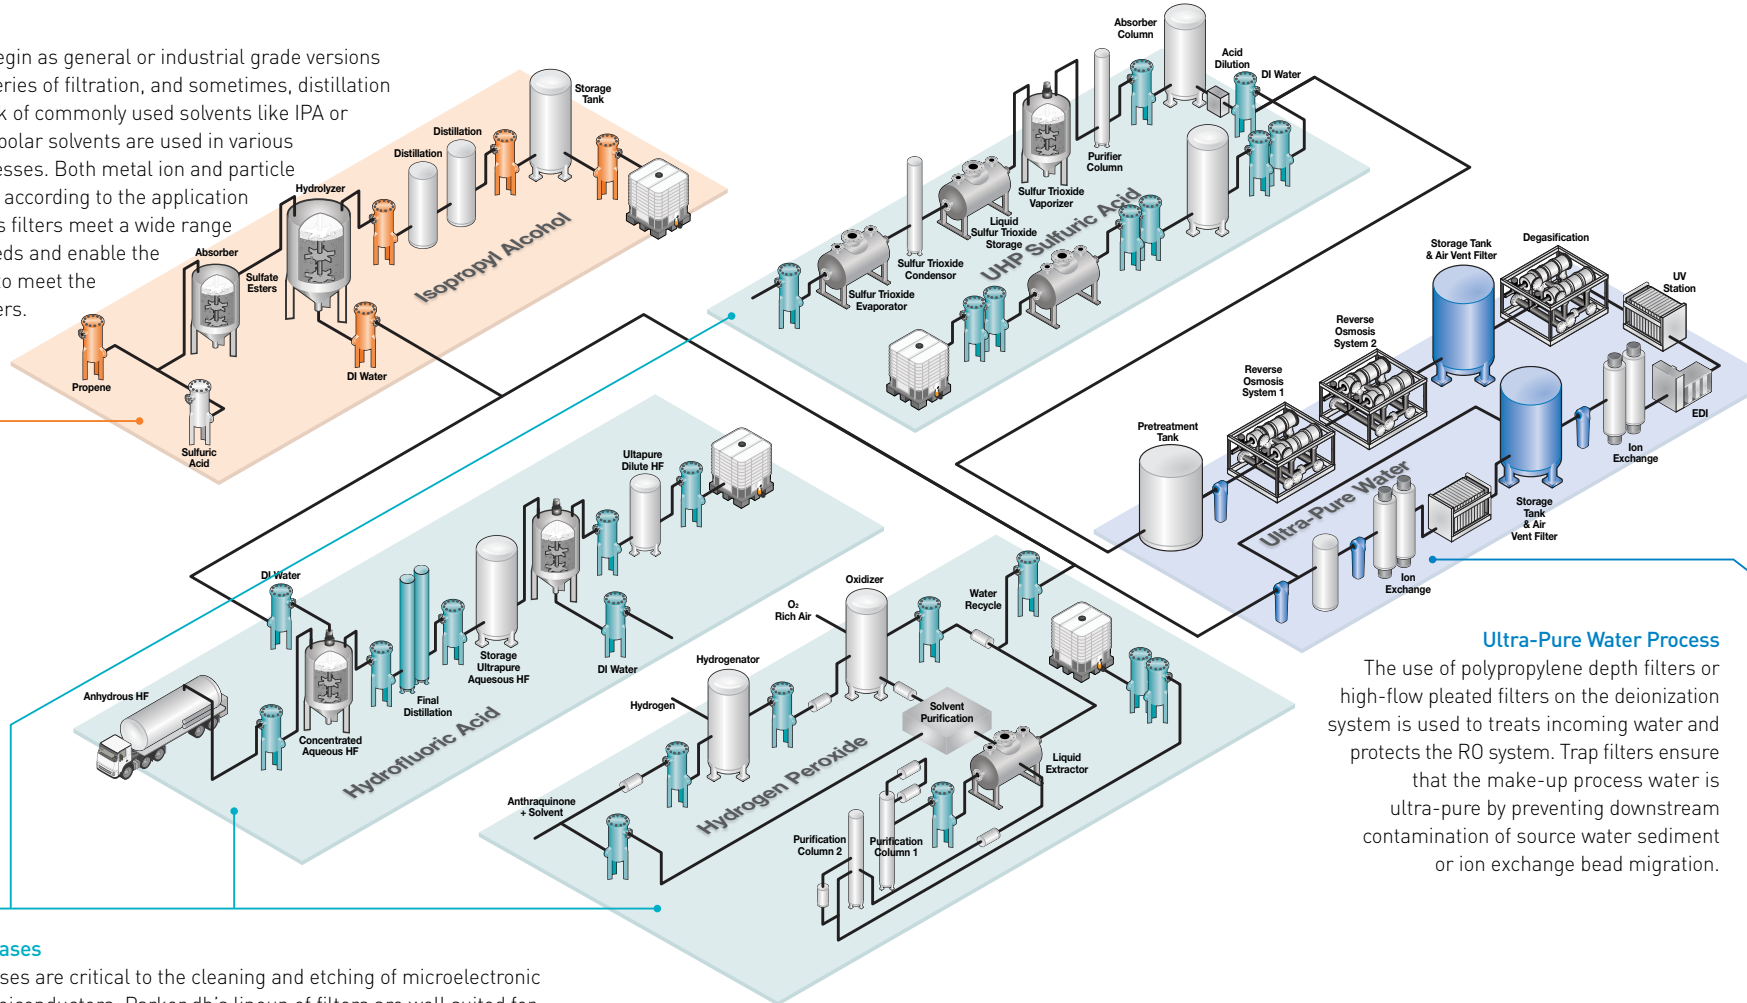 egin as general or industrial grade versions
eries of filtration, and sometimes, distillation
k of commonly used solvents like IPA or
polar solvents are used in various
esses. Both metal ion and particle
according to the application
s filters meet a wide range
eds and enable the
to meet the
ers.
Storage
Tank
Distillation
Distillation
Hydrolyzer
Absorber
Sulfate
Esters
Isopropyl Alcohol
Propene
DI Water
Sulfuric
Acid
Absorber
Column
Acid
Dilution
DI Water
Purifier
Column
Sulfur Trioxide
Vaporizer
Liquid
Sulfur Trioxide
Storage
Sulfur Trioxide
Condensor
Sulfur Trioxide
Evaporator
UHP Sulfuric Acid
Storage Tank
& Air Vent Filter
Degasification
UV
Station
Reverse
Osmosis
System 2
Reverse
Osmosis
System 1
Pretreatment
Tank
EDI
Ion
Exchange
Storage
Tank
& Air
Vent Filter
Ultra-Pure Water
Ion
Exchange
Ultapure
Dilute HF
DI Water
Storage
Ultrapure
Aquesous HF
DI Water
Final
Distillation
Anhydrous HF
Concentrated
Aqueous HF
Hydrofluoric Acid
Oxidizer
O₂
Rich Air
Water
Recycle
Hydrogenator
Hydrogen
Solvent
Purification
Liquid
Extractor
Anthraquinone
+ Solvent
Hydrogen Peroxide
Purification
Column 2
Purification
Column 1
Ultra-Pure Water Process
The use of polypropylene depth filters or
high-flow pleated filters on the deionization
system is used to treats incoming water and
protects the RO system. Trap filters ensure
that the make-up process water is
ultra-pure by preventing downstream
contamination of source water sediment
or ion exchange bead migration.
ases
ses are critical to the cleaning and etching of microelectronic